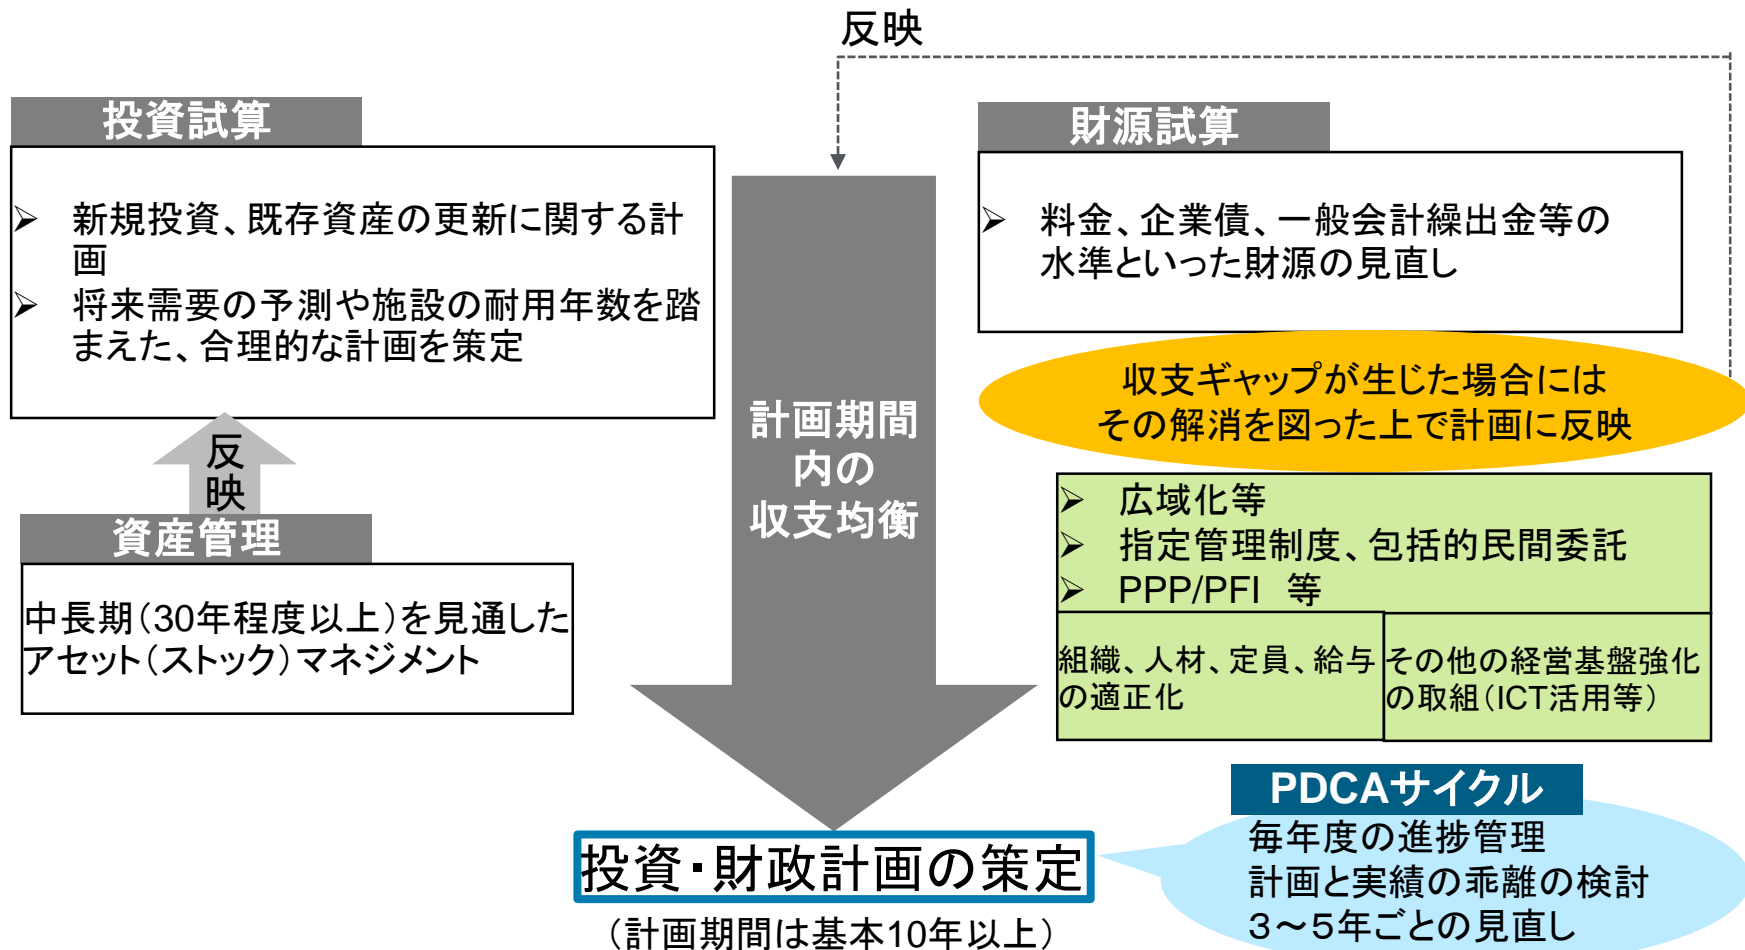 反映
投資試算
➢ 新規投資、既存資産の更新に関する計
画
➢ 将来需要の予測や施設の耐用年数を踏
まえた、合理的な計画を策定
反
映
資産管理
中長期（30年程度以上）を見通した
アセット（ストック）マネジメント
計画期間
内の
収支均衡
財源試算
➢ 料金、企業債、一般会計繰出金等の
水準といった財源の見直し
収支ギャップが生じた場合には
その解消を図った上で計画に反映
➢ 広域化等
➢ 指定管理制度、包括的民間委託
➢ PPP/PFI 等
組織、人材、定員、給与
の適正化
その他の経営基盤強化
の取組（ICT活用等）
投資・財政計画の策定
（計画期間は基本10年以上）
PDCAサイクル
毎年度の進捗管理
計画と実績の乖離の検討
３～５年ごとの見直し